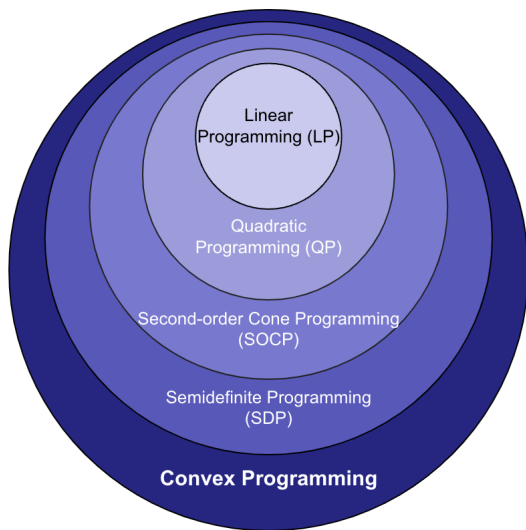 Linear
Programming (LP)
Quadratic
Programming (QP)
Second-order Cone Programming
(SOCP)
Semidefinite Programming
(SDP)
Convex Programming